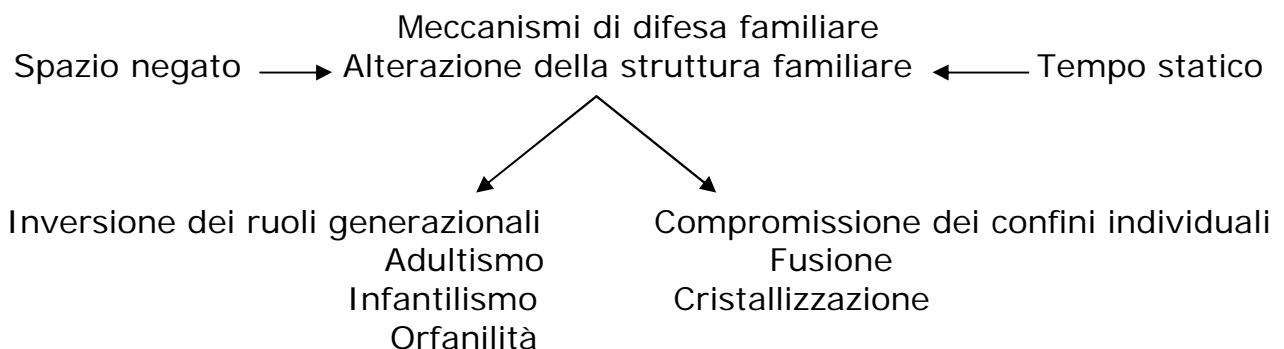 Meccanismi di difesa familiare
Spazio negato Alterazione della struttura familiare Tempo statico
Inversione dei ruoli generazionali Compromissione dei confini individuali
Adultismo Fusione
Infantilismo Cristallizzazione
Orfanilità